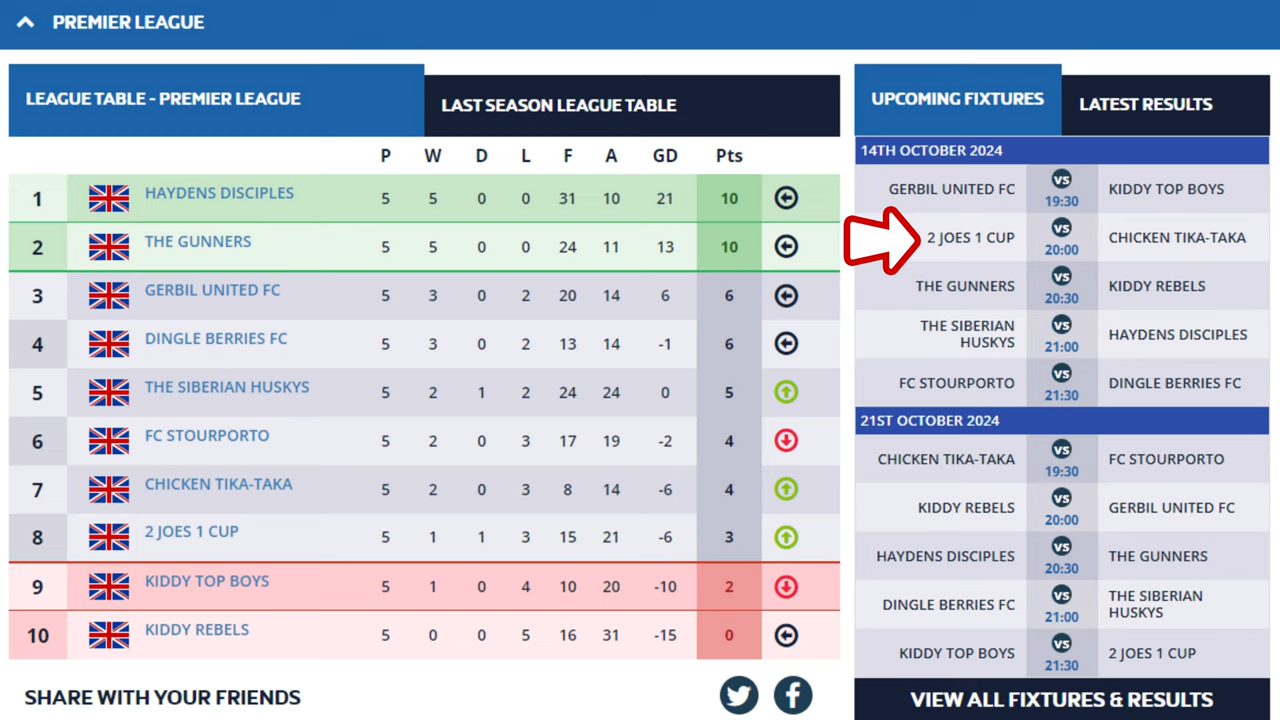 PREMIER LEAGUE
LEAGUE TABLE - PREMIER LEAGUE
LAST SEASON LEAGUE TABLE
P W D L F A GD Pts
1 HAYDENS DISCIPLES 5 5 0 0 31 10 21 10
2 THE GUNNERS 5 5 0 0 24 11 13 10
3 GERBIL UNITED FC 5 3 0 2 20 14 6 6
4 DINGLE BERRIES FC 5 3 0 2 13 14 -1 6
5 THE SIBERIAN HUSKYS 5 2 1 2 24 24 0 5
6 FC STOURPORTO 5 2 0 3 17 19 -2 4
7 CHICKEN TIKA-TAKA 5 2 0 3 8 14 -6 4
8 2 JOES 1 CUP 5 1 1 3 15 21 -6 3
9 KIDDY TOP BOYS 5 1 0 4 10 20 -10 2
10 KIDDY REBELS 5 0 0 5 16 31 -15 0
SHARE WITH YOUR FRIENDS
UPCOMING FIXTURES
LATEST RESULTS
14TH OCTOBER 2024
GERBIL UNITED FC vs KIDDY TOP BOYS
19:30
2 JOES 1 CUP vs CHICKEN TIKA-TAKA
20:00
THE GUNNERS vs KIDDY REBELS
20:30
THE SIBERIAN vs HAYDENS DISCIPLES
HUSKYS 21:00
FC STOURPORTO vs DINGLE BERRIES FC
21:30
21ST OCTOBER 2024
CHICKEN TIKA-TAKA vs FC STOURPORTO
19:30
KIDDY REBELS vs GERBIL UNITED FC
20:00
HAYDENS DISCIPLES vs THE GUNNERS
20:30
DINGLE BERRIES FC vs THE SIBERIAN
21:00 HUSKYS
KIDDY TOP BOYS vs 2 JOES 1 CUP
21:30
VIEW ALL FIXTURES & RESULTS